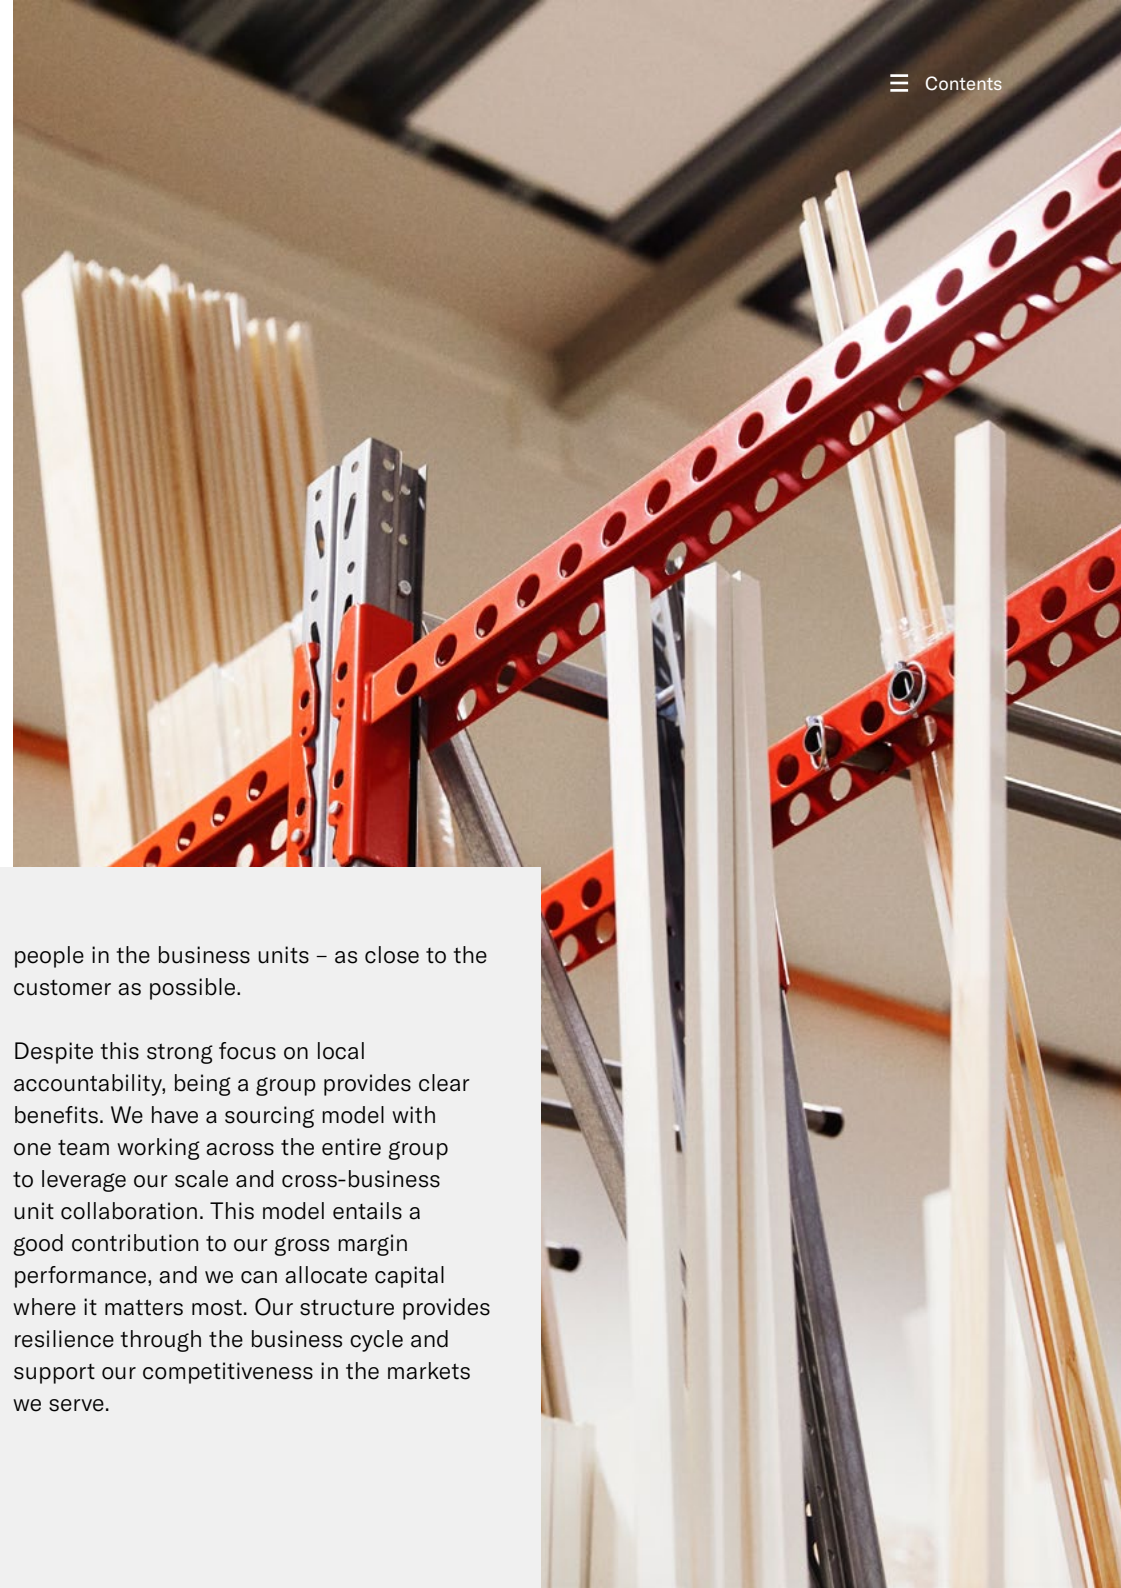 Contents
people in the business units – as close to the
customer as possible.
Despite this strong focus on local
accountability, being a group provides clear
benefits. We have a sourcing model with
one team working across the entire group
to leverage our scale and cross-business
unit collaboration. This model entails a
good contribution to our gross margin
performance, and we can allocate capital
where it matters most. Our structure provides
resilience through the business cycle and
support our competitiveness in the markets
we serve.